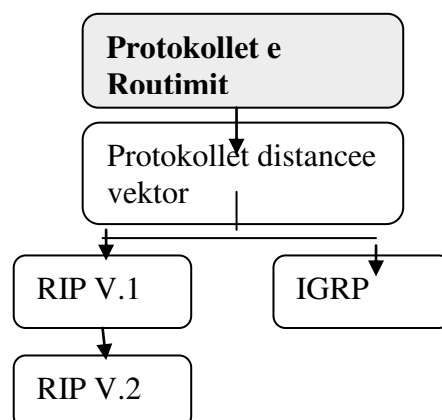 Protokollet e
Routimit
Protokollet distancee
vektor
RIP V.1
IGRP
RIP V.2